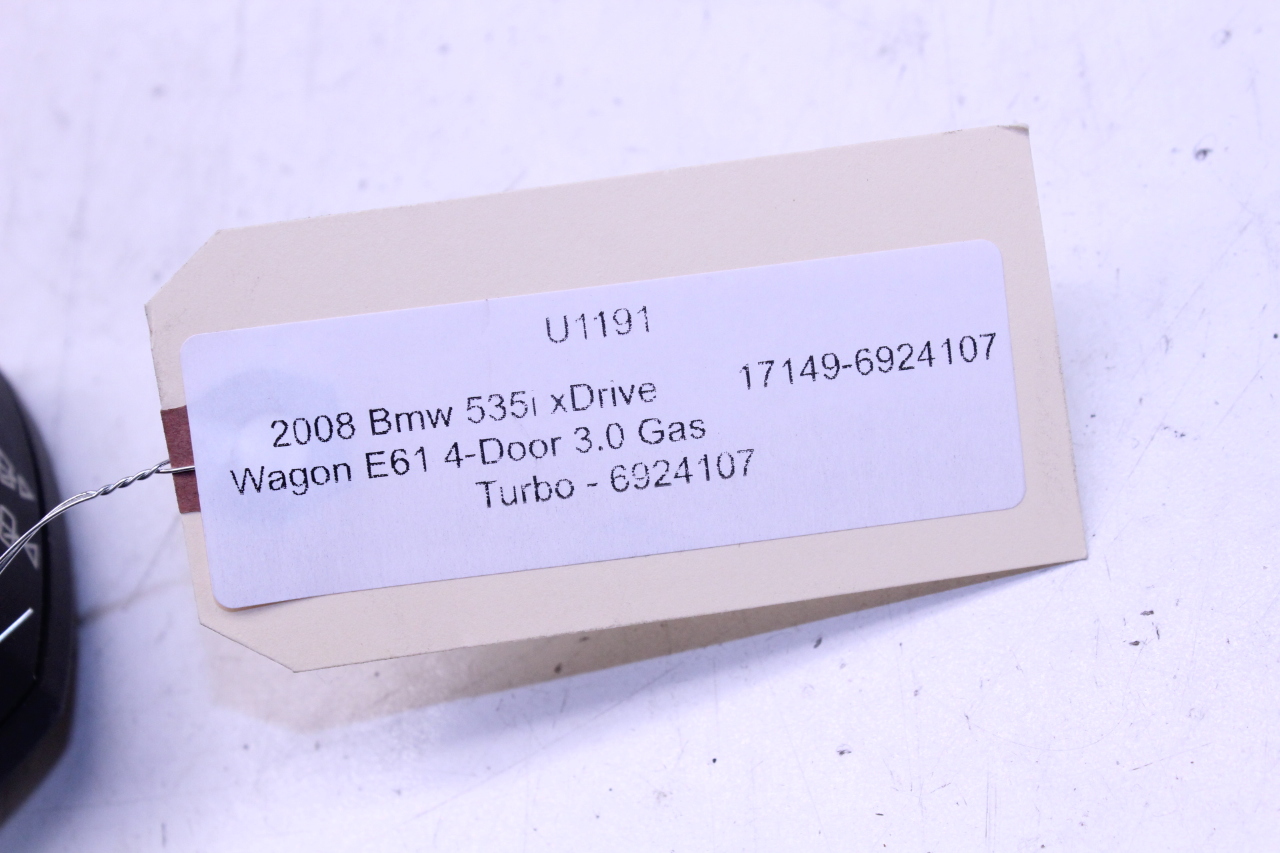 U1191
2008 Bmw 535i xDrive 17149-6924107
Wagon E61 4-Door 3.0 Gas
Turbo - 6924107